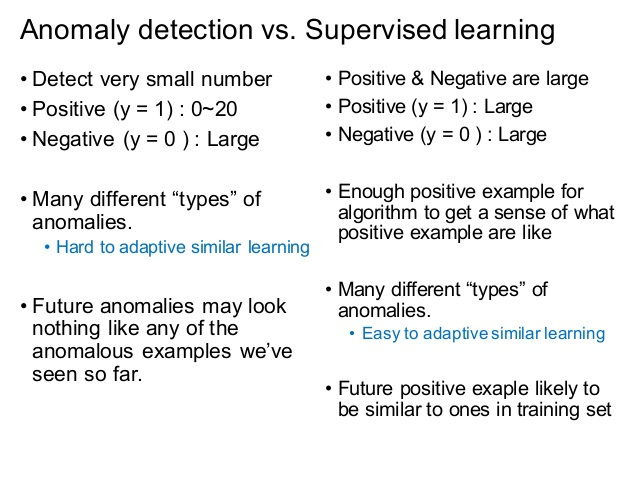 Anomaly detection vs. Supervised learning
• Detect very small number
• Positive (y = 1) : 0~20
• Negative (y = 0 ) : Large
• Many different “types” of
anomalies.
• Hard to adaptive similar learning
• Future anomalies may look
nothing like any of the
anomalous examples we’ve
seen so far.
• Positive & Negative are large
• Positive (y = 1) : Large
• Negative (y = 0 ) : Large
• Enough positive example for
algorithm to get a sense of what
positive example are like
• Many different “types” of
anomalies.
• Easy to adaptive similar learning
• Future positive exaple likely to
be similar to ones in training set